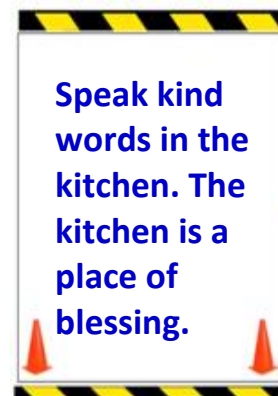 Speak kind
words in the
kitchen. The
kitchen is a
place of
blessing.